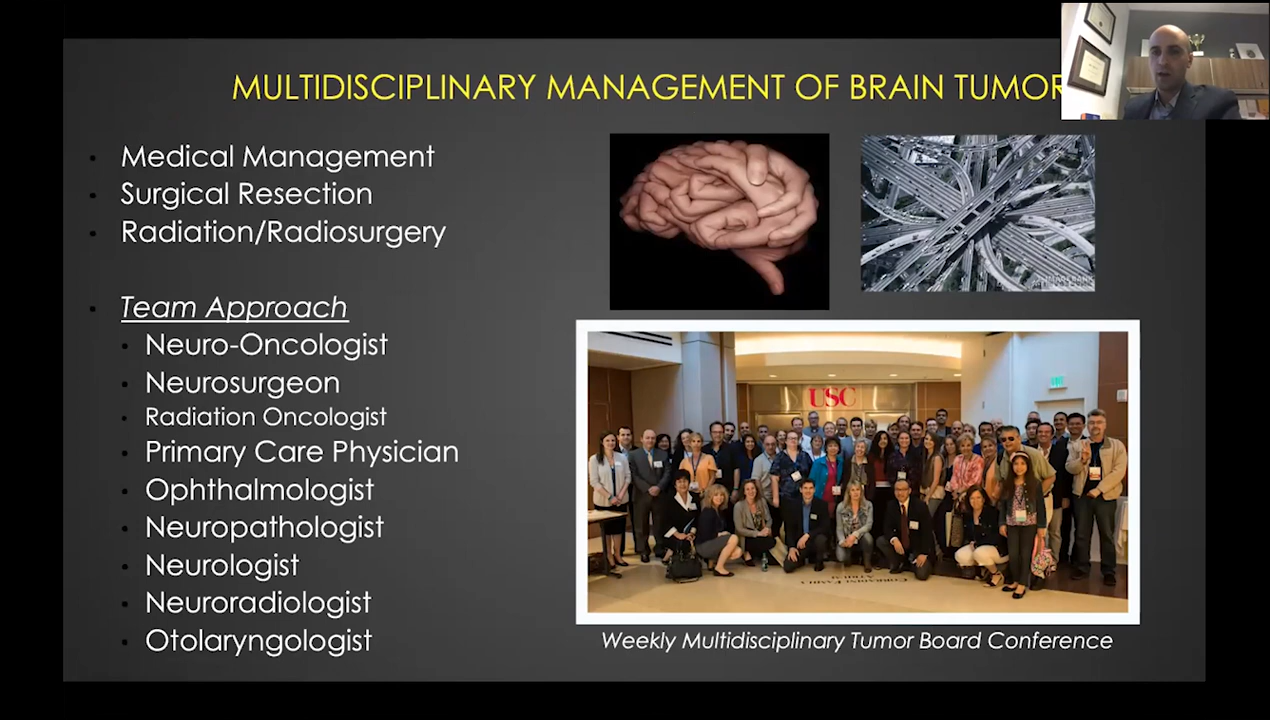 MULTIDISCIPLINARY MANAGEMENT OF BRAIN TUMOR
Medical Management
Surgical Resection
Radiation/Radiosurgery
Team Approach
Neuro-Oncologist
Neurosurgeon
Radiation Oncologist
Primary Care Physician
Ophthalmologist
Neuropathologist
Neurologist
Neuroradiologist
Otolaryngologist
USC
Weekly Multidisciplinary Tumor Board Conference